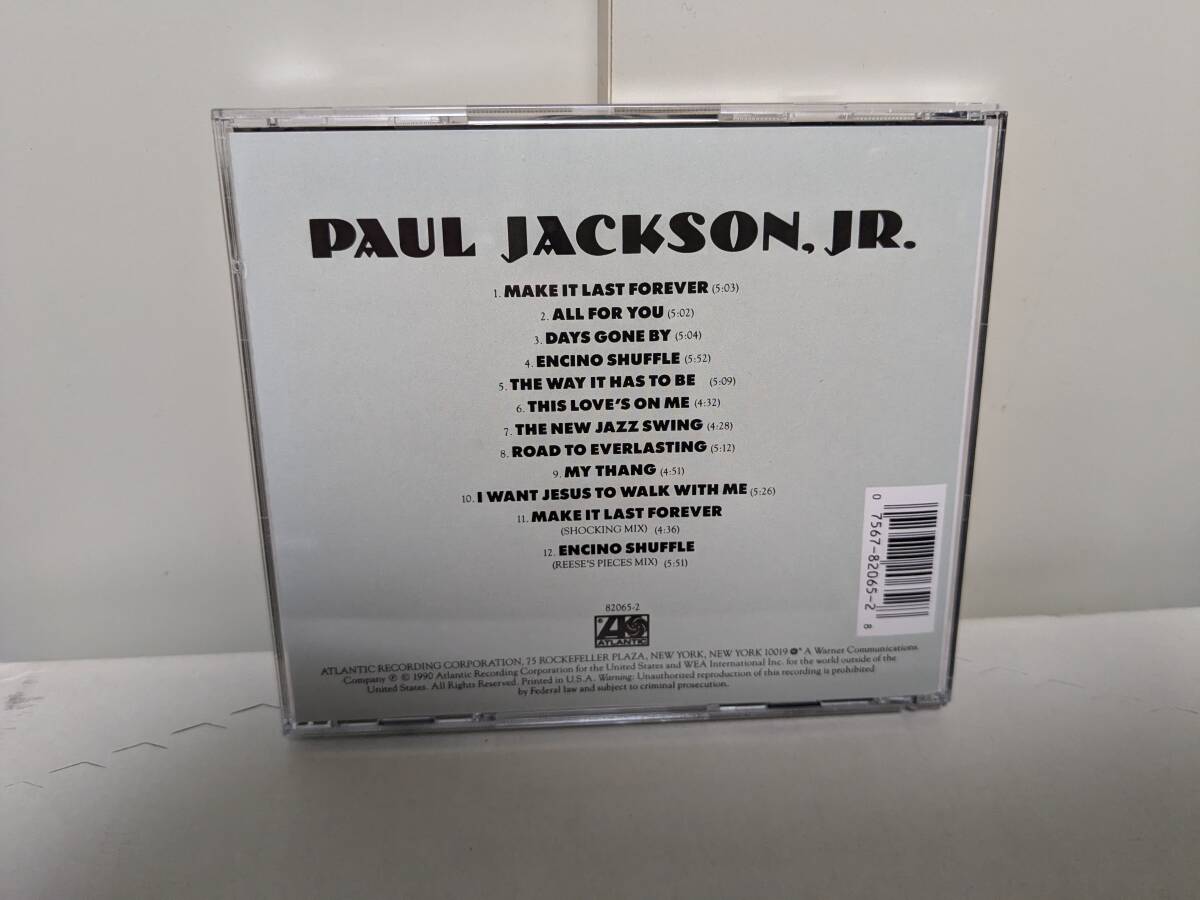 PAUL JACKSON, JR.
1. MAKE IT LAST FOREVER (5:03)
2. ALL FOR YOU (5:02)
3. DAYS GONE BY (5:04)
4. ENCINO SHUFFLE (5:52)
5. THE WAY IT HAS TO BE (5:09)
6. THIS LOVE'S ON ME (4:32)
7. THE NEW JAZZ SWING (4:28)
8. ROAD TO EVERLASTING (5:12)
9. MY THANG (4:51)
10. I WANT JESUS TO WALK WITH ME (5:26)
11. MAKE IT LAST FOREVER
(SHOCKING MIX) (4:36)
12. ENCINO SHUFFLE
(REESE'S PIECES MIX) (5:51)
0 7567-82065-2 8
82065-2
ATLANTIC
ATLANTIC RECORDING CORPORATION, 75 ROCKEFELLER PLAZA, NEW YORK, NEW YORK 10019 A Warner Communications.
Company ℗ © 1990 Atlantic Recording Corporation for the United States and WEA International Inc. for the world outside of the
United States. All Rights Reserved. Printed in U.S.A. Warning: Unauthorized reproduction of this recording is prohibited
by Federal law and subject to criminal prosecution.